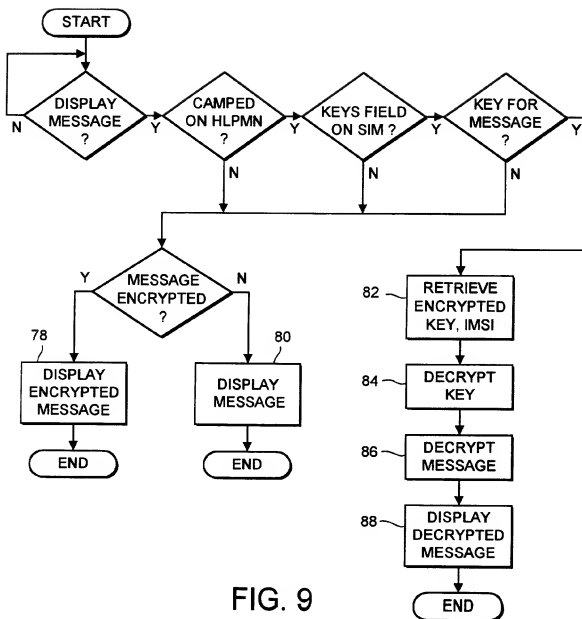 START
DISPLAY
MESSAGE
?
N
Y
CAMPED
ON HLPMN
?
Y
N
KEYS FIELD
ON SIM ?
Y
N
KEY FOR
MESSAGE
?
Y
N
MESSAGE
ENCRYPTED
?
Y
N
78
DISPLAY
ENCRYPTED
MESSAGE
END
80
DISPLAY
MESSAGE
END
82
RETRIEVE
ENCRYPTED
KEY, IMSI
84
DECRYPT
KEY
86
DECRYPT
MESSAGE
88
DISPLAY
DECRYPTED
MESSAGE
END
FIG. 9